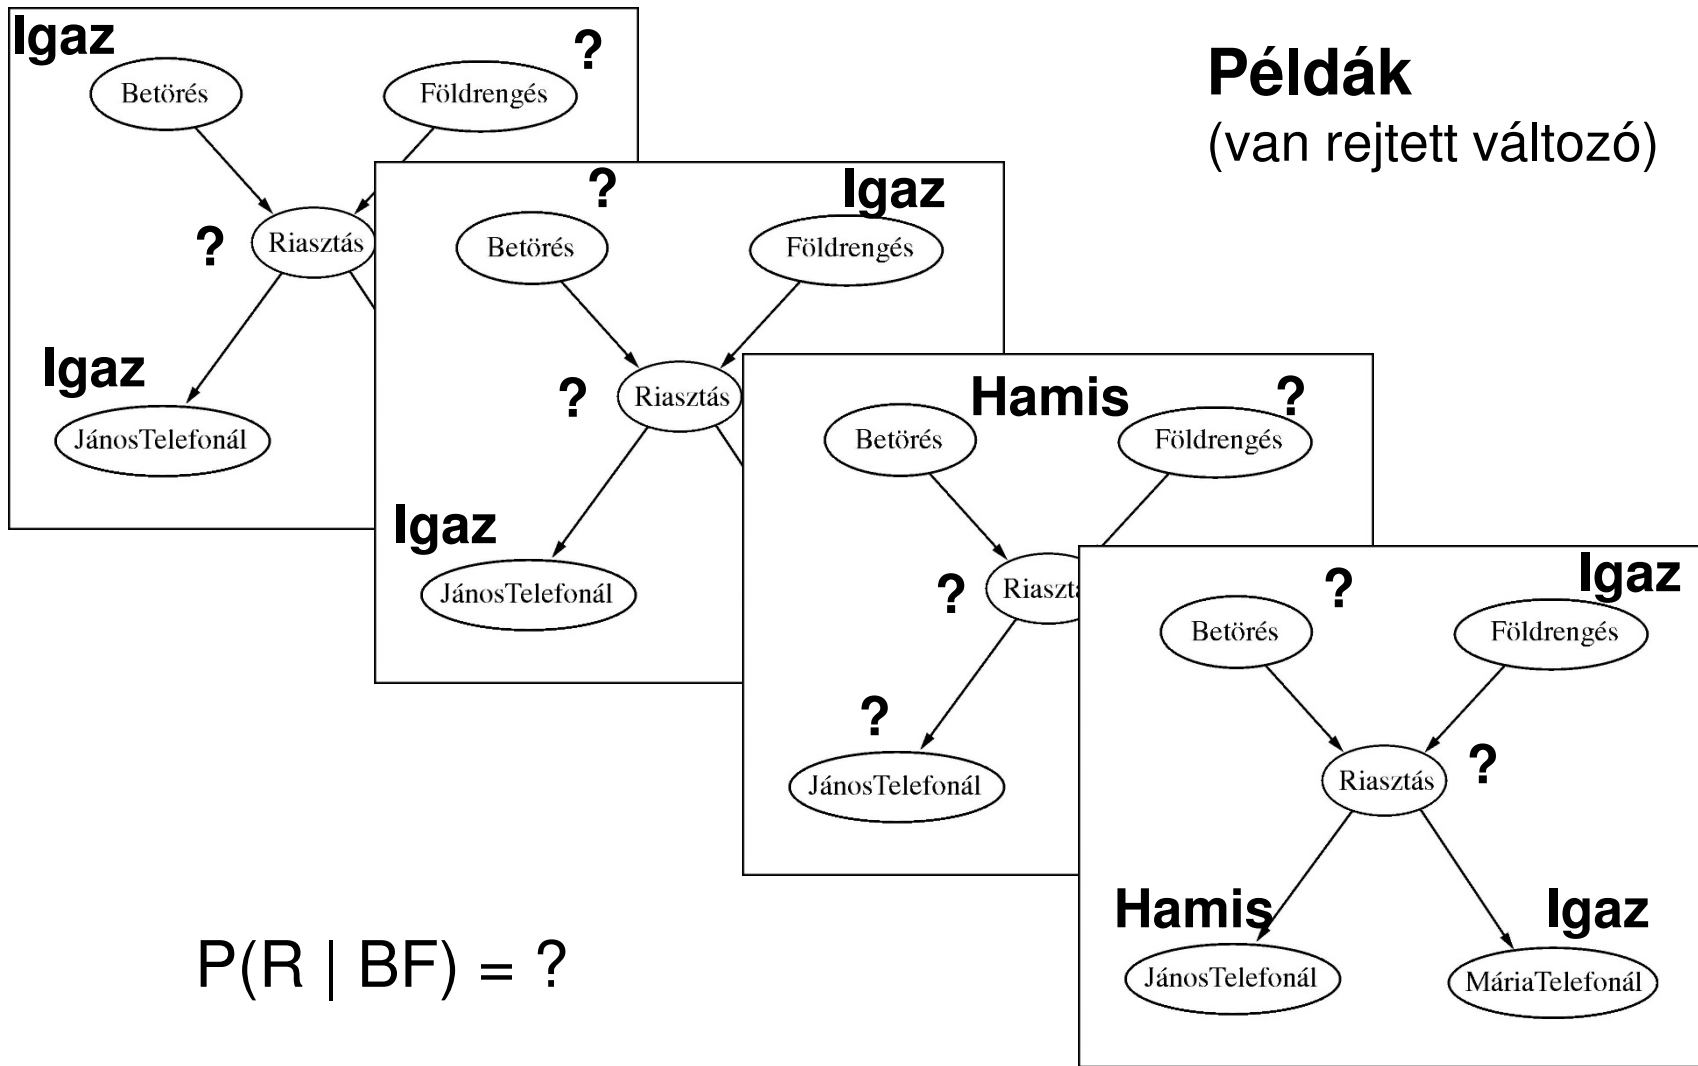 Példák
(van rejtett változó)
Igaz
?
Betörés
Földrengés
?
Riasztás
Igaz
JánosTelefonál
?
Igaz
Betörés
Földrengés
?
Riasztás
Igaz
JánosTelefonál
Hamis
?
Betörés
Földrengés
?
Riasztá
?
JánosTelefonál
?
Igaz
Betörés
Földrengés
Riasztás
?
Hamis
Igaz
JánosTelefonál
MáriaTelefonál
P(R | BF) = ?